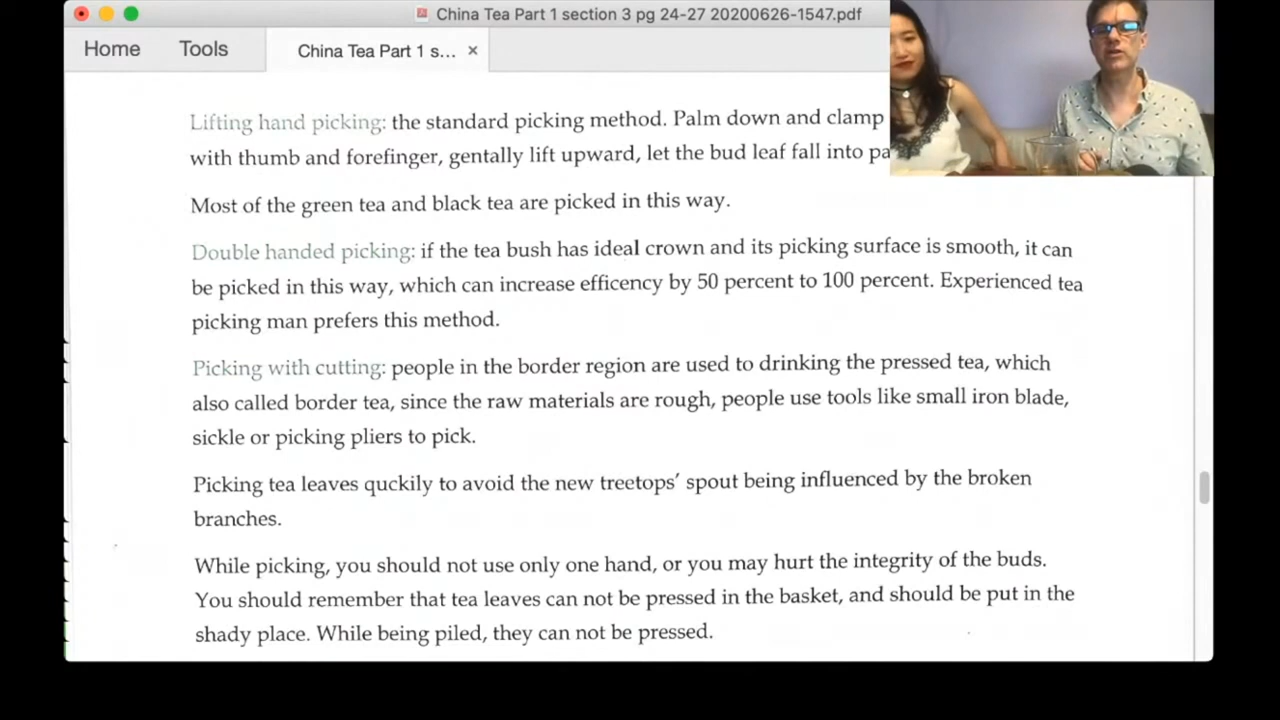 China Tea Part 1 section 3 pg 24-27 20200626-1547.pdf
Home Tools China Tea Part 1 s... ×
Lifting hand picking: the standard picking method. Palm down and clamp
with thumb and forefinger, gentally lift upward, let the bud leaf fall into
Most of the green tea and black tea are picked in this way.
Double handed picking: if the tea bush has ideal crown and its picking surface is smooth, it can
be picked in this way, which can increase efficency by 50 percent to 100 percent. Experienced tea
picking man prefers this method.
Picking with cutting: people in the border region are used to drinking the pressed tea, which
also called border tea, since the raw materials are rough, people use tools like small iron blade,
sickle or picking pliers to pick.
Picking tea leaves quckily to avoid the new treetops’ spout being influenced by the broken
branches.
While picking, you should not use only one hand, or you may hurt the integrity of the buds.
You should remember that tea leaves can not be pressed in the basket, and should be put in the
shady place. While being piled, they can not be pressed.